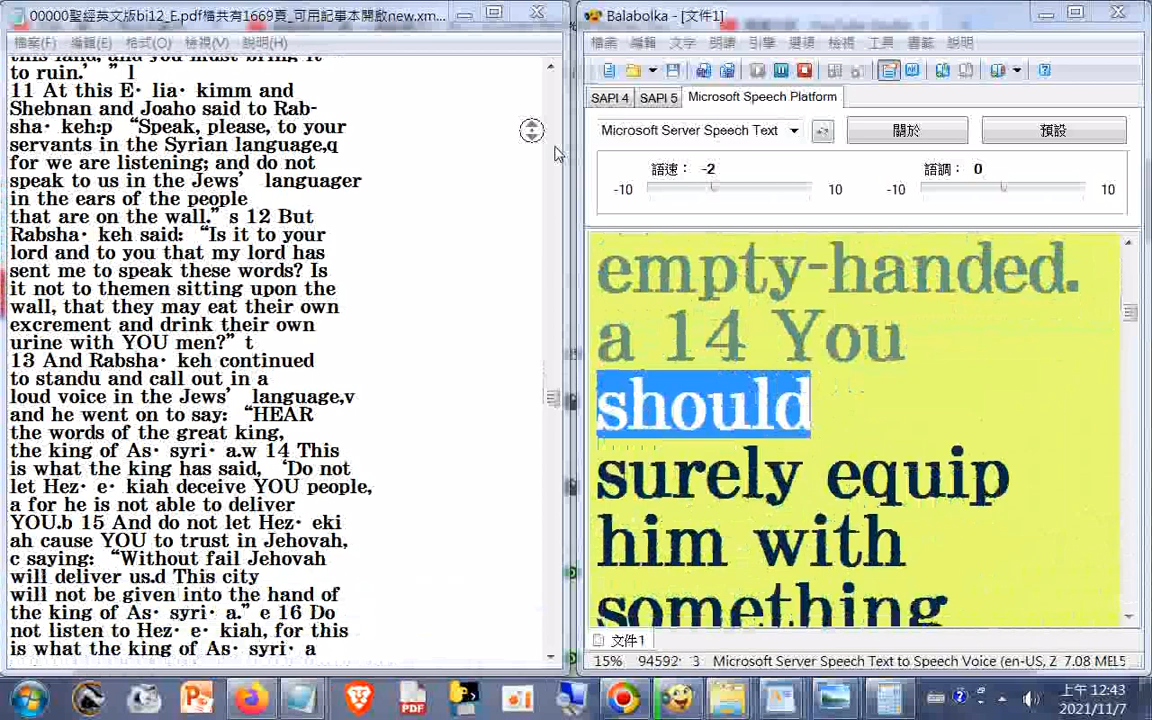 00000聖經英文版bi12_E.pdf檔共有1669頁_可用記事本開啟new.xm...
檔案(F) 編輯(E) 格式(O) 檢視(V) 說明(H)
this land, and you must bring it
to ruin.’ ” l
11 At this E· lia· kimm and
Shebnan and Joaho said to Rab-
sha· keh:p “Speak, please, to your
servants in the Syrian language,q
for we are listening; and do not
speak to us in the Jews’ languager
in the ears of the people
that are on the wall.” s 12 But
Rabsha· keh said: “Is it to your
lord and to you that my lord has
sent me to speak these words? Is
it not to themen sitting upon the
wall, that they may eat their own
excrement and drink their own
urine with YOU men?” t
13 And Rabsha· keh continued
to standu and call out in a
loud voice in the Jews’ language,v
and he went on to say: “HEAR
the words of the great king,
the king of As· syri· a.w 14 This
is what the king has said, ‘Do not
let Hez· e· kiah deceive YOU people,
a for he is not able to deliver
YOU.b 15 And do not let Hez· eki
ah cause YOU to trust in Jehovah,
c saying: “Without fail Jehovah
will deliver us.d This city
will not be given into the hand of
the king of As· syri· a.” e 16 Do
not listen to Hez· e· kiah, for this
is what the king of As· syri· a
Balabolka - [文件1]
檔案 編輯 文字 朗讀 引擎 選項 檢視 工具 書籤 說明
SAPI 4 SAPI 5 Microsoft Speech Platform
Microsoft Server Speech Text 關於 預設
語速: -2 語調: 0
-10 10 -10 10
empty-handed.
a 14 You
should
surely equip
him with
something
文件1
15% 94592· 3 Microsoft Server Speech Text to Speech Voice (en-US, Z 7.08 MEL5
PDF
上午 12:43
2021/11/7